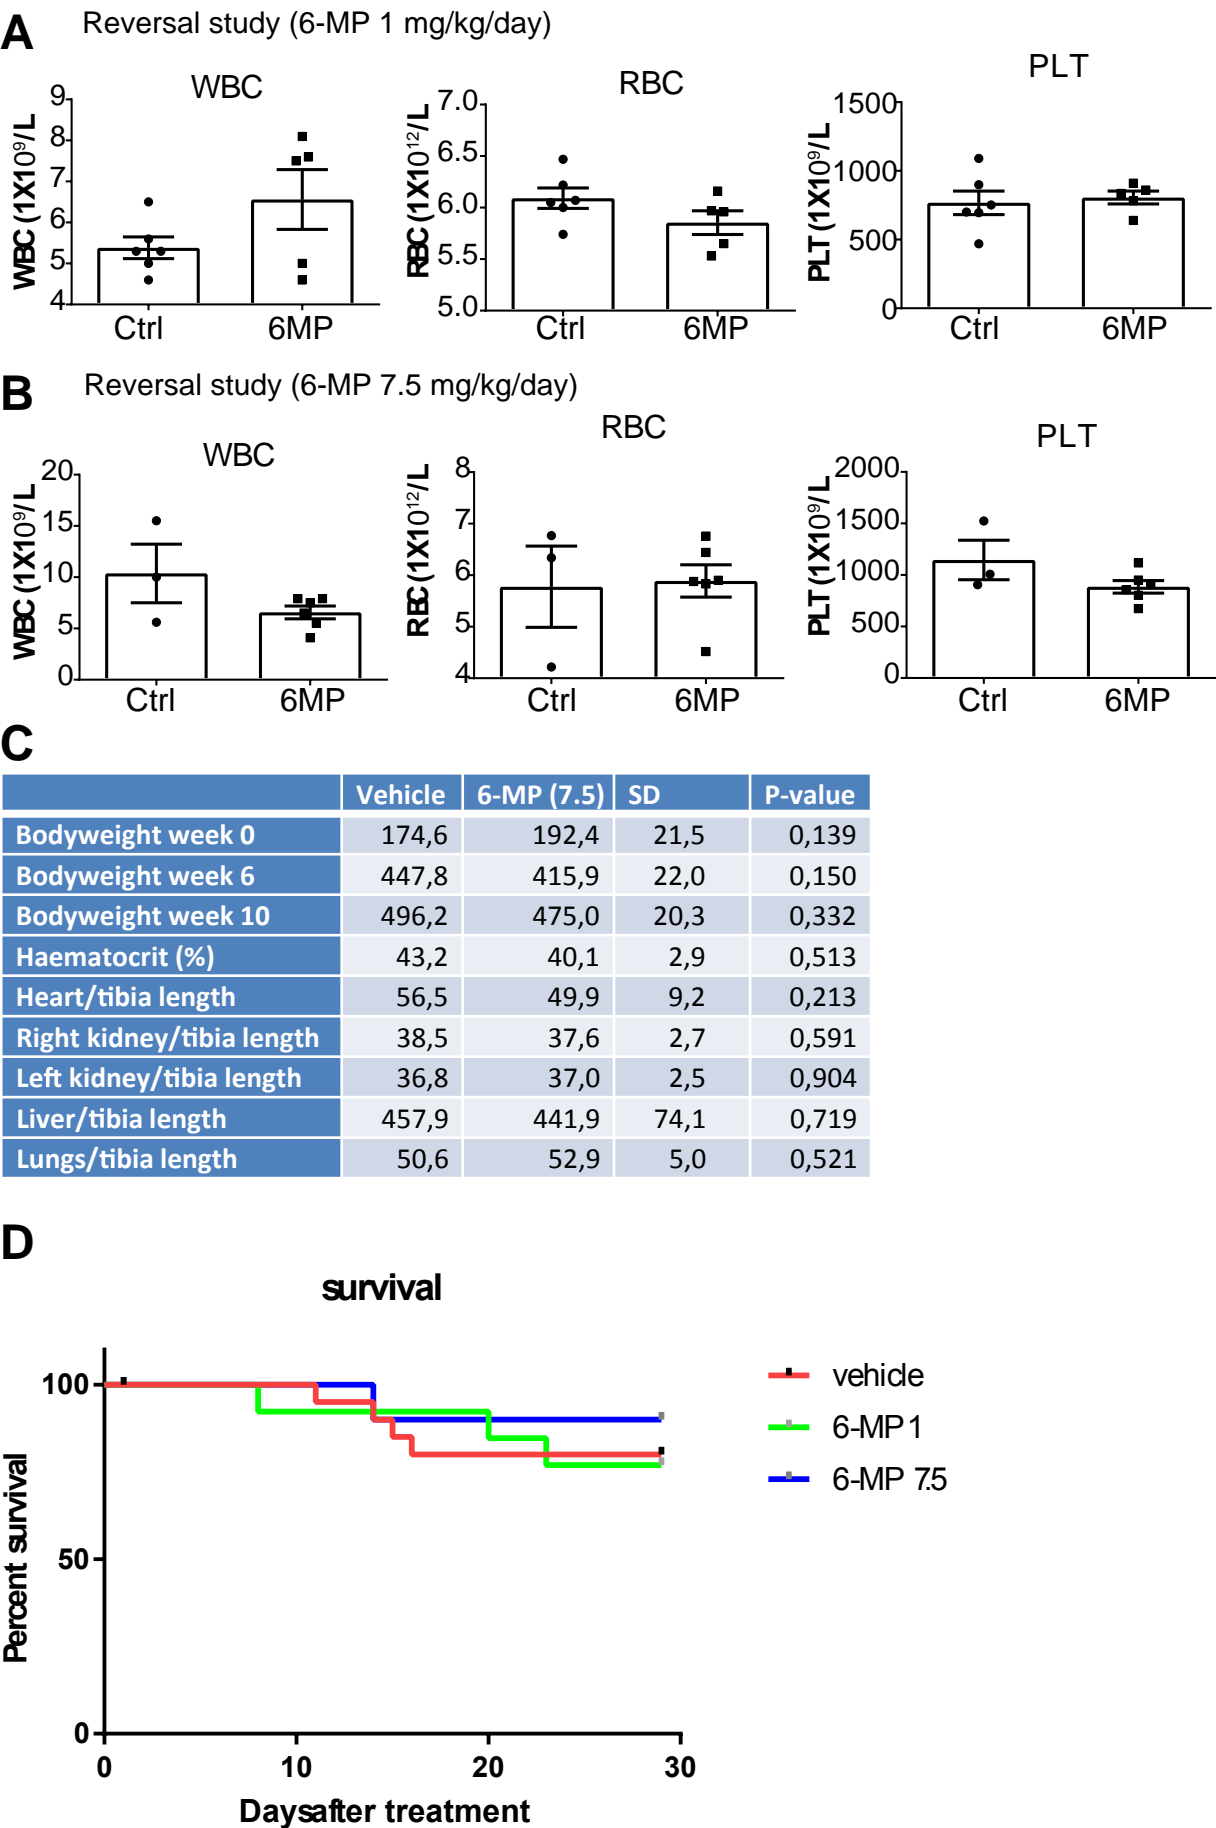 A Reversal study (6-MP 1 mg/kg/day)
WBC
WBC (1X10⁹/L
9
8
7
6
5
4
Ctrl 6MP
RBC
RBC (1X10¹²/L
7.0
6.5
6.0
5.5
5.0
Ctrl 6MP
PLT
PLT (1X10⁹/L
1500
1000
500
0
Ctrl 6MP
B Reversal study (6-MP 7.5 mg/kg/day)
WBC
WBC (1X10⁹/L
20
15
10
5
0
Ctrl 6MP
RBC
RBC (1X10¹²/L
8
7
6
5
4
Ctrl 6MP
PLT
PLT (1X10⁹/L
2000
1500
1000
500
0
Ctrl 6MP
C
Vehicle 6-MP (7.5) SD P-value
Bodyweight week 0 174,6 192,4 21,5 0,139
Bodyweight week 6 447,8 415,9 22,0 0,150
Bodyweight week 10 496,2 475,0 20,3 0,332
Haematocrit (%) 43,2 40,1 2,9 0,513
Heart/tibia length 56,5 49,9 9,2 0,213
Right kidney/tibia length 38,5 37,6 2,7 0,591
Left kidney/tibia length 36,8 37,0 2,5 0,904
Liver/tibia length 457,9 441,9 74,1 0,719
Lungs/tibia length 50,6 52,9 5,0 0,521
D
survival
Percent survival
100
50
0
0 10 20 30
Daysafter treatment
vehicle
6-MP 1
6-MP 7.5